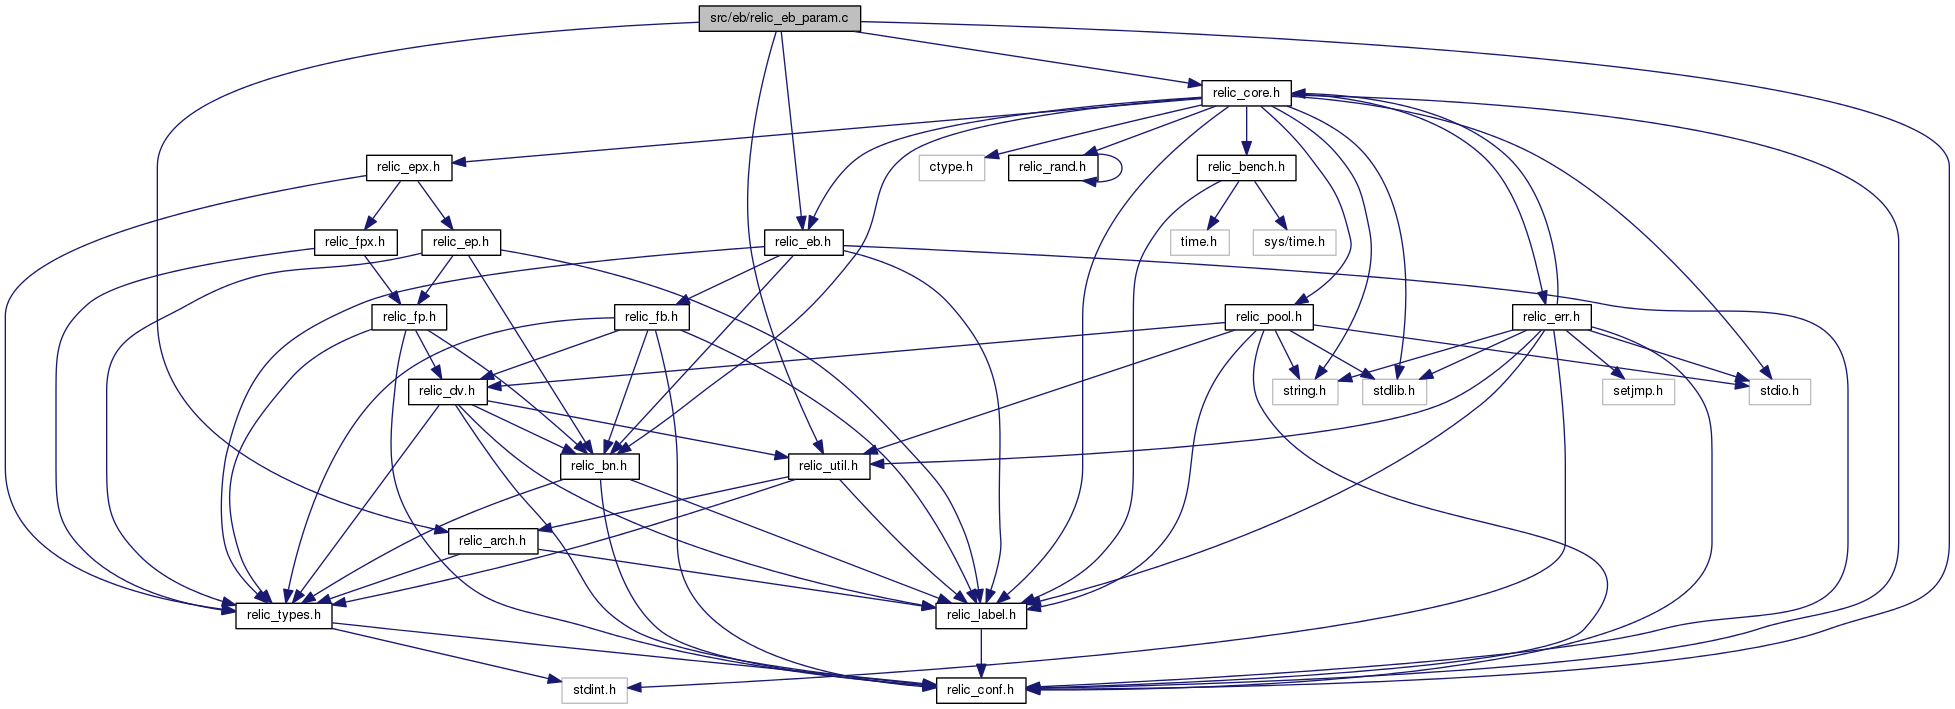 src/eb/relic_eb_param.c
relic_core.h
relic_epx.h
ctype.h
relic_rand.h
relic_bench.h
relic_fpx.h
relic_ep.h
relic_eb.h
time.h
sys/time.h
relic_fp.h
relic_fb.h
relic_pool.h
relic_err.h
relic_dv.h
string.h
stdlib.h
setjmp.h
stdio.h
relic_bn.h
relic_util.h
relic_arch.h
relic_types.h
relic_label.h
stdint.h
relic_conf.h